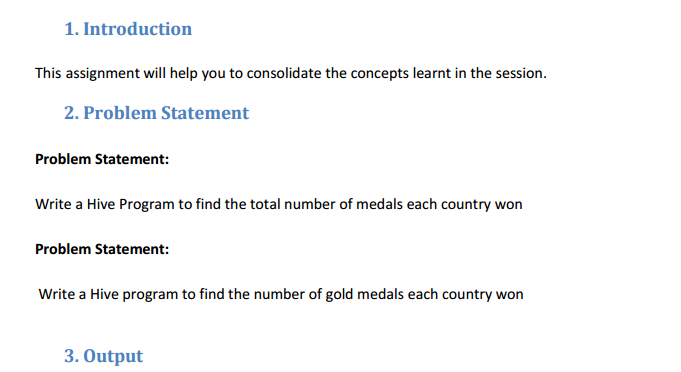 1. Introduction
This assignment will help you to consolidate the concepts learnt in the session.
2. Problem Statement
Problem Statement:
Write a Hive Program to find the total number of medals each country won
Problem Statement:
Write a Hive program to find the number of gold medals each country won
3. Output